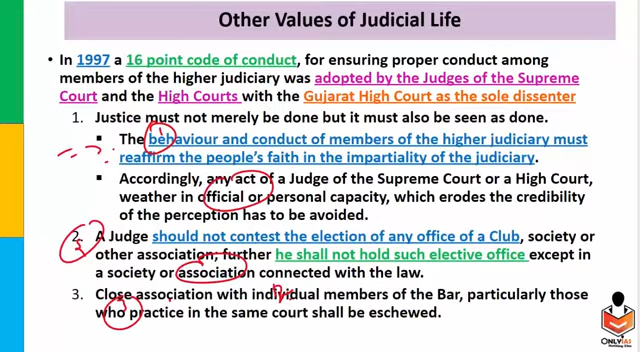 Other Values of Judicial Life
• In 1997 a 16 point code of conduct, for ensuring proper conduct among
members of the higher judiciary was adopted by the Judges of the Supreme
Court and the High Courts with the Gujarat High Court as the sole dissenter
1. Justice must not merely be done but it must also be seen as done.
▪ The behaviour and conduct of members of the higher judiciary must
reaffirm the people's faith in the impartiality of the judiciary.
▪ Accordingly, any act of a Judge of the Supreme Court or a High Court,
weather in official or personal capacity, which erodes the credibility
of the perception has to be avoided.
2. A Judge should not contest the election of any office of a Club, society or
other association; further he shall not hold such elective office except in
a society or association connected with the law.
3. Close association with individual members of the Bar, particularly those
who practice in the same court shall be eschewed.
ONLYIAS